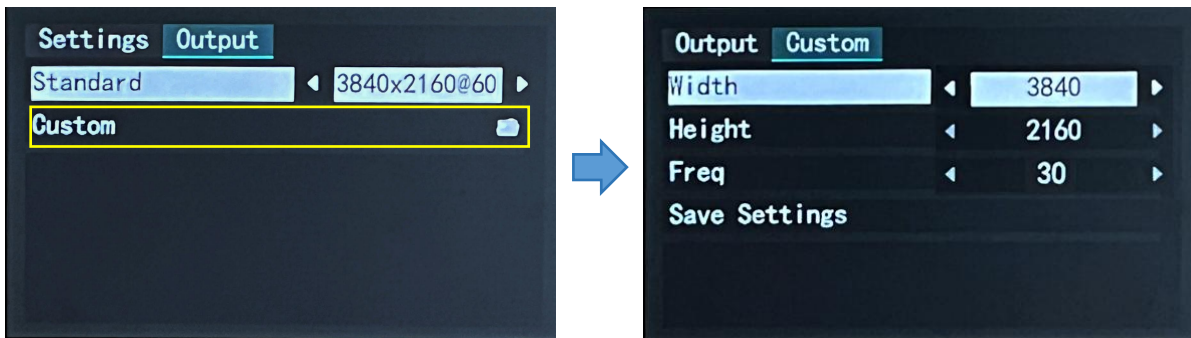 Settings Output
Standard 3840x2160@60
Custom
Output Custom
Width 3840
Height 2160
Freq 30
Save Settings